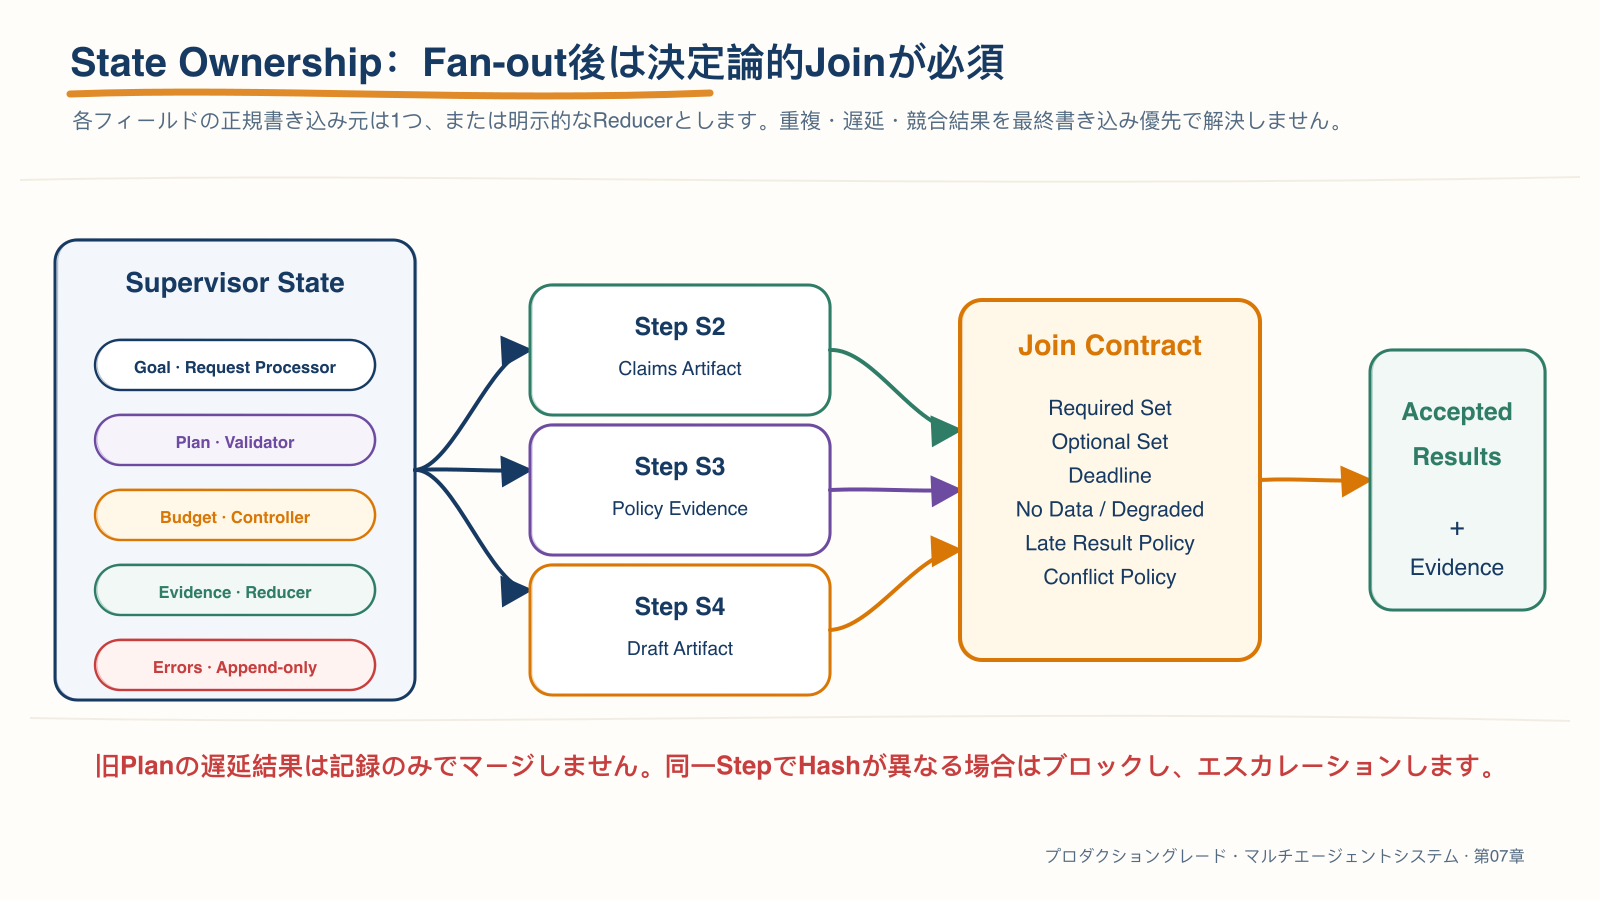 State Ownership：Fan-out後は決定論的Joinが必須
各フィールドの正規書き込み元は1つ、または明示的なReducerとします。重複・遅延・競合結果を最終書き込み優先で解決しません。
Supervisor State
Goal · Request Processor
Plan · Validator
Budget · Controller
Evidence · Reducer
Errors · Append-only
Step S2
Claims Artifact
Step S3
Policy Evidence
Step S4
Draft Artifact
Join Contract
Required Set
Optional Set
Deadline
No Data / Degraded
Late Result Policy
Conflict Policy
Accepted
Results
+
Evidence
旧Planの遅延結果は記録のみでマージしません。同一StepでHashが異なる場合はブロックし、エスカレーションします。
プロダクショングレード・マルチエージェントシステム · 第07章